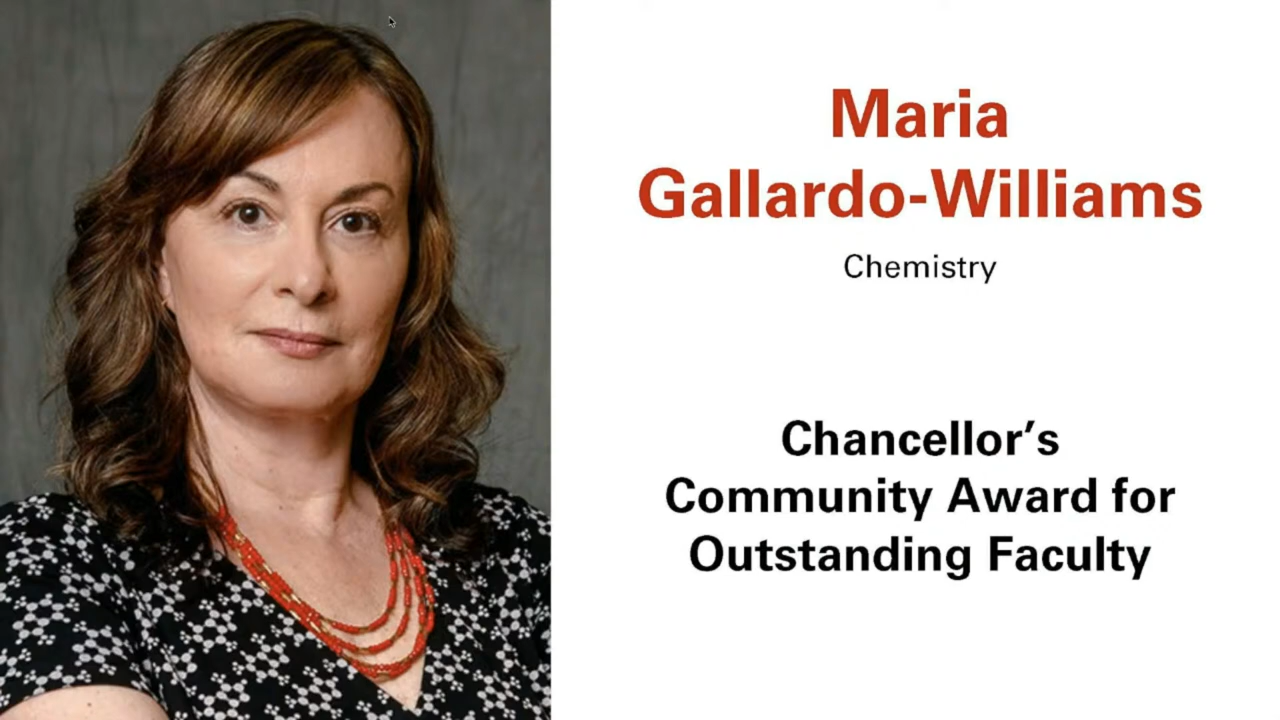 Maria
Gallardo-Williams
Chemistry
Chancellor’s
Community Award for
Outstanding Faculty